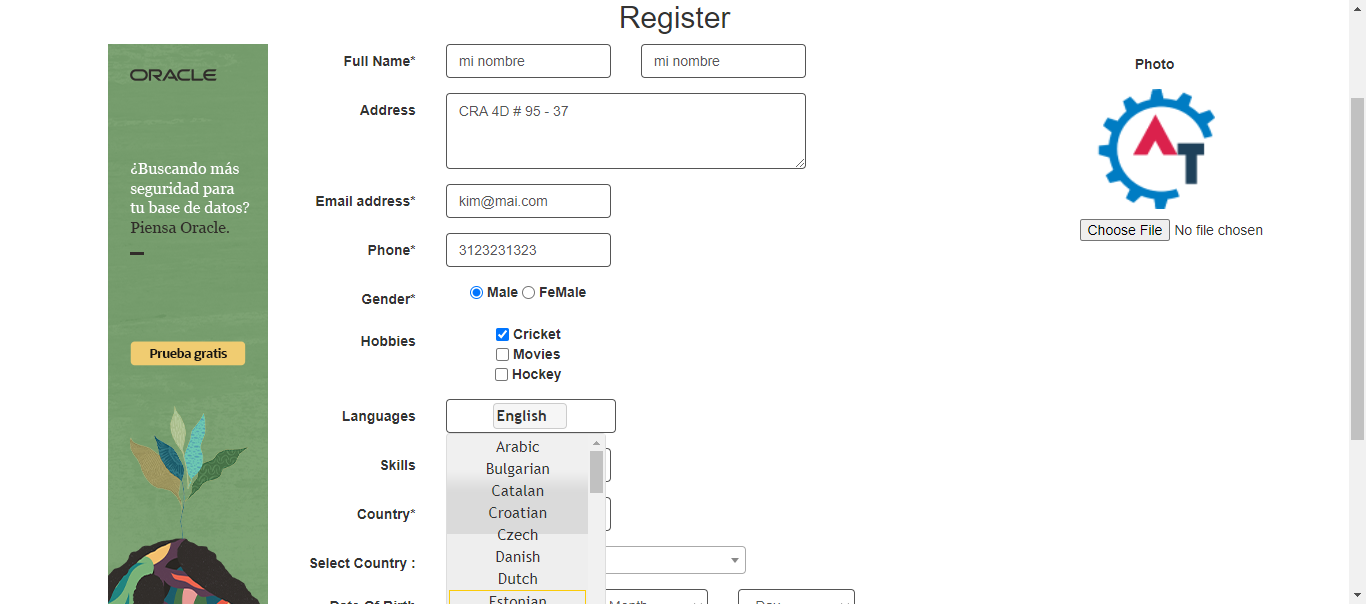 Register
ORACLE
¿Buscando más
seguridad para
tu base de datos?
Piensa Oracle.
Prueba gratis
Full Name* mi nombre mi nombre
Address CRA 4D # 95 - 37
Email address* kim@mai.com
Phone* 3123231323
Gender* Male FeMale
Hobbies Cricket
Movies
Hockey
Languages English
Arabic
Bulgarian
Catalan
Croatian
Czech
Danish
Dutch
Estonian
Skills
Country*
Select Country :
Date Of Birth Month Day
Photo
AT
Choose File No file chosen